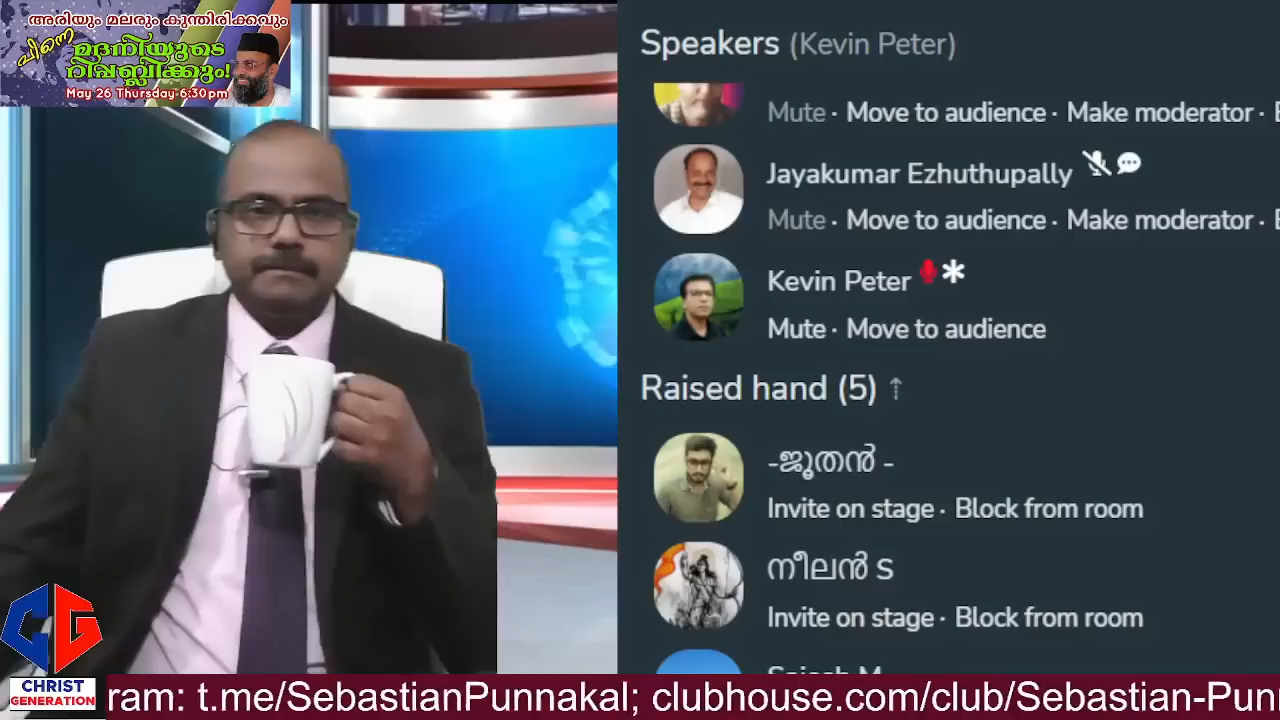 അരിയും മലരും കുന്തിരിക്കവും
പിന്നെ
മദനിയുടെ
റിപ്പബ്ലിക്കും!
May 26 Thursday-6:30pm
Speakers (Kevin Peter)
Mute · Move to audience · Make moderator ·
Jayakumar Ezhuthupally
Mute · Move to audience · Make moderator ·
Kevin Peter
Mute · Move to audience
Raised hand (5)
-ജൂതൻ -
Invite on stage · Block from room
നീലൻ S
Invite on stage · Block from room
CG
CHRIST
GENERATION
ram: t.me/SebastianPunnakal; clubhouse.com/club/Sebastian-Pun